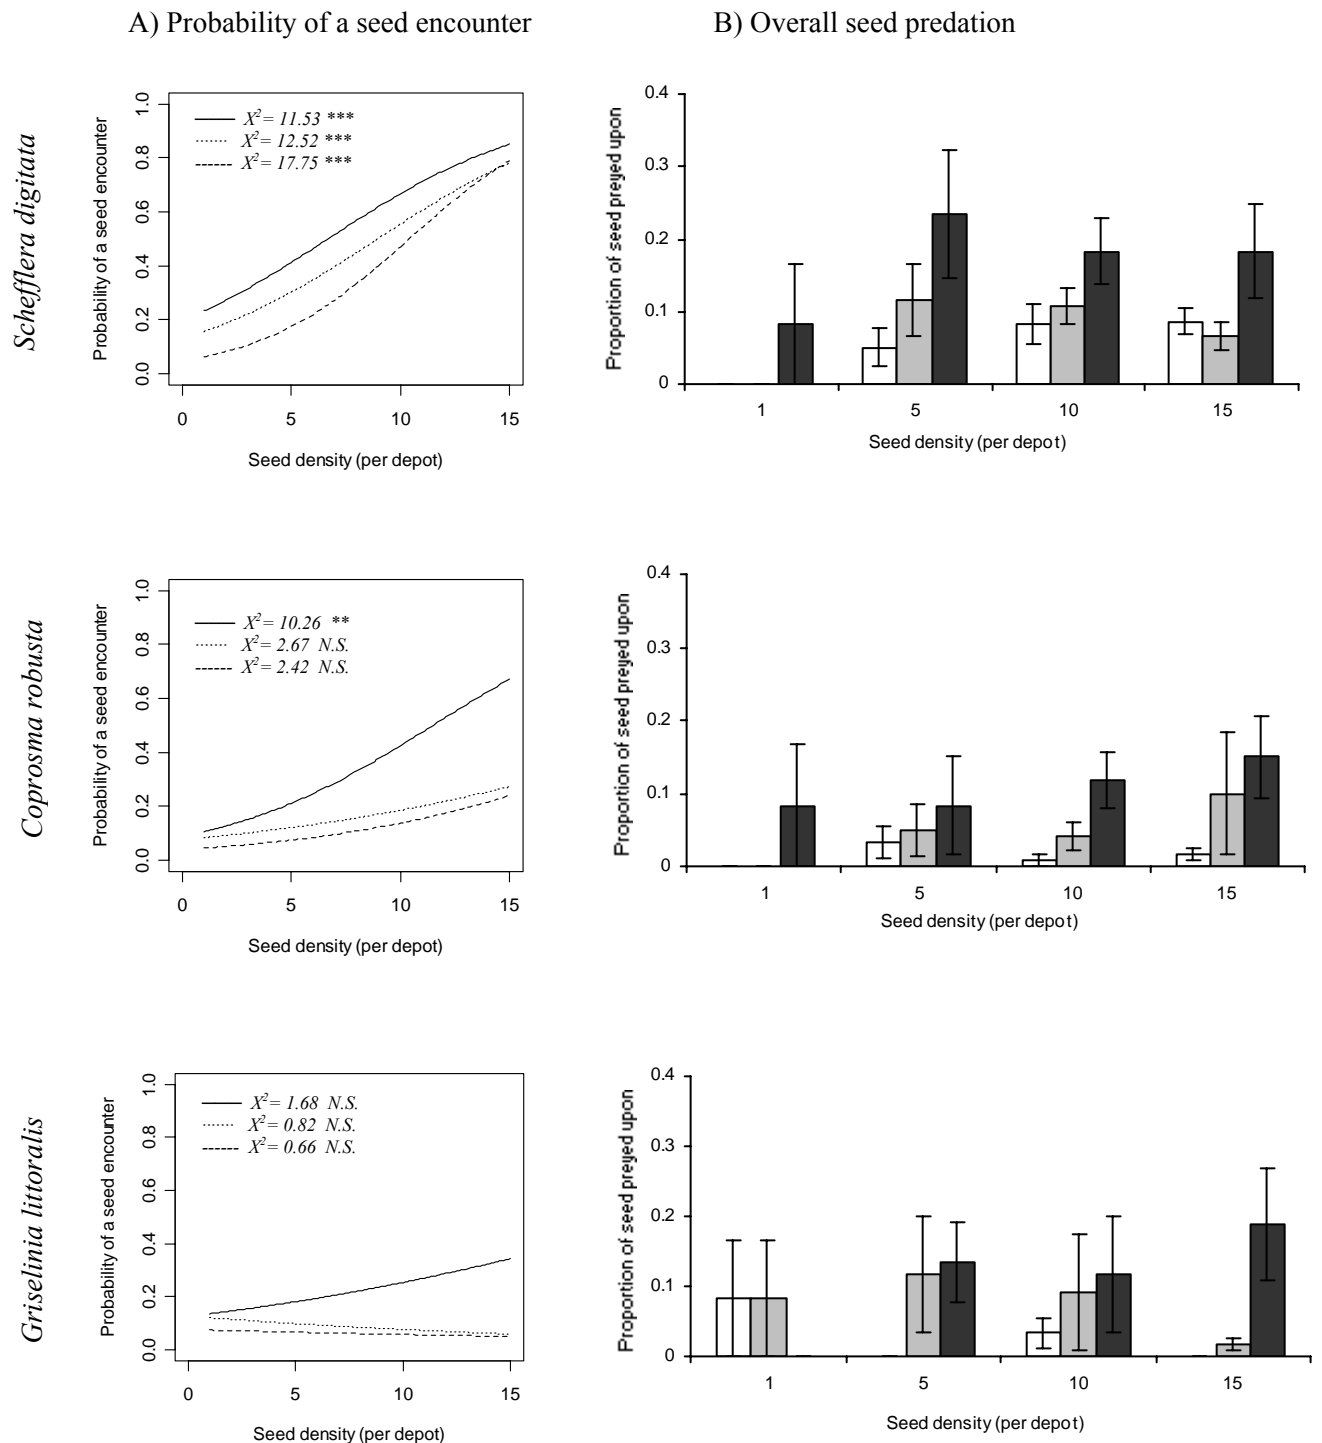 A) Probability of a seed encounter
B) Overall seed predation
Schefflera digitata
Probability of a seed encounter
1.0
0.8
0.6
0.4
0.2
0.0
X2 = 11.53 ***
X2 = 12.52 ***
X2 = 17.75 ***
0 5 10 15
Seed density (per depot)
Proportion of seed preyed upon
0.4
0.3
0.2
0.1
0
1 5 10 15
Seed density (per depot)
Coprosma robusta
Probability of a seed encounter
1.0
0.8
0.6
0.4
0.2
0.0
X2 = 10.26 **
X2 = 2.67 N.S.
X2 = 2.42 N.S.
0 5 10 15
Seed density (per depot)
Proportion of seed preyed upon
0.4
0.3
0.2
0.1
0
1 5 10 15
Seed density (per depot)
Griselinia littoralis
Probability of a seed encounter
1.0
0.8
0.6
0.4
0.2
0.0
X2 = 1.68 N.S.
X2 = 0.82 N.S.
X2 = 0.66 N.S.
0 5 10 15
Seed density (per depot)
Proportion of seed preyed upon
0.4
0.3
0.2
0.1
0
1 5 10 15
Seed density (per depot)